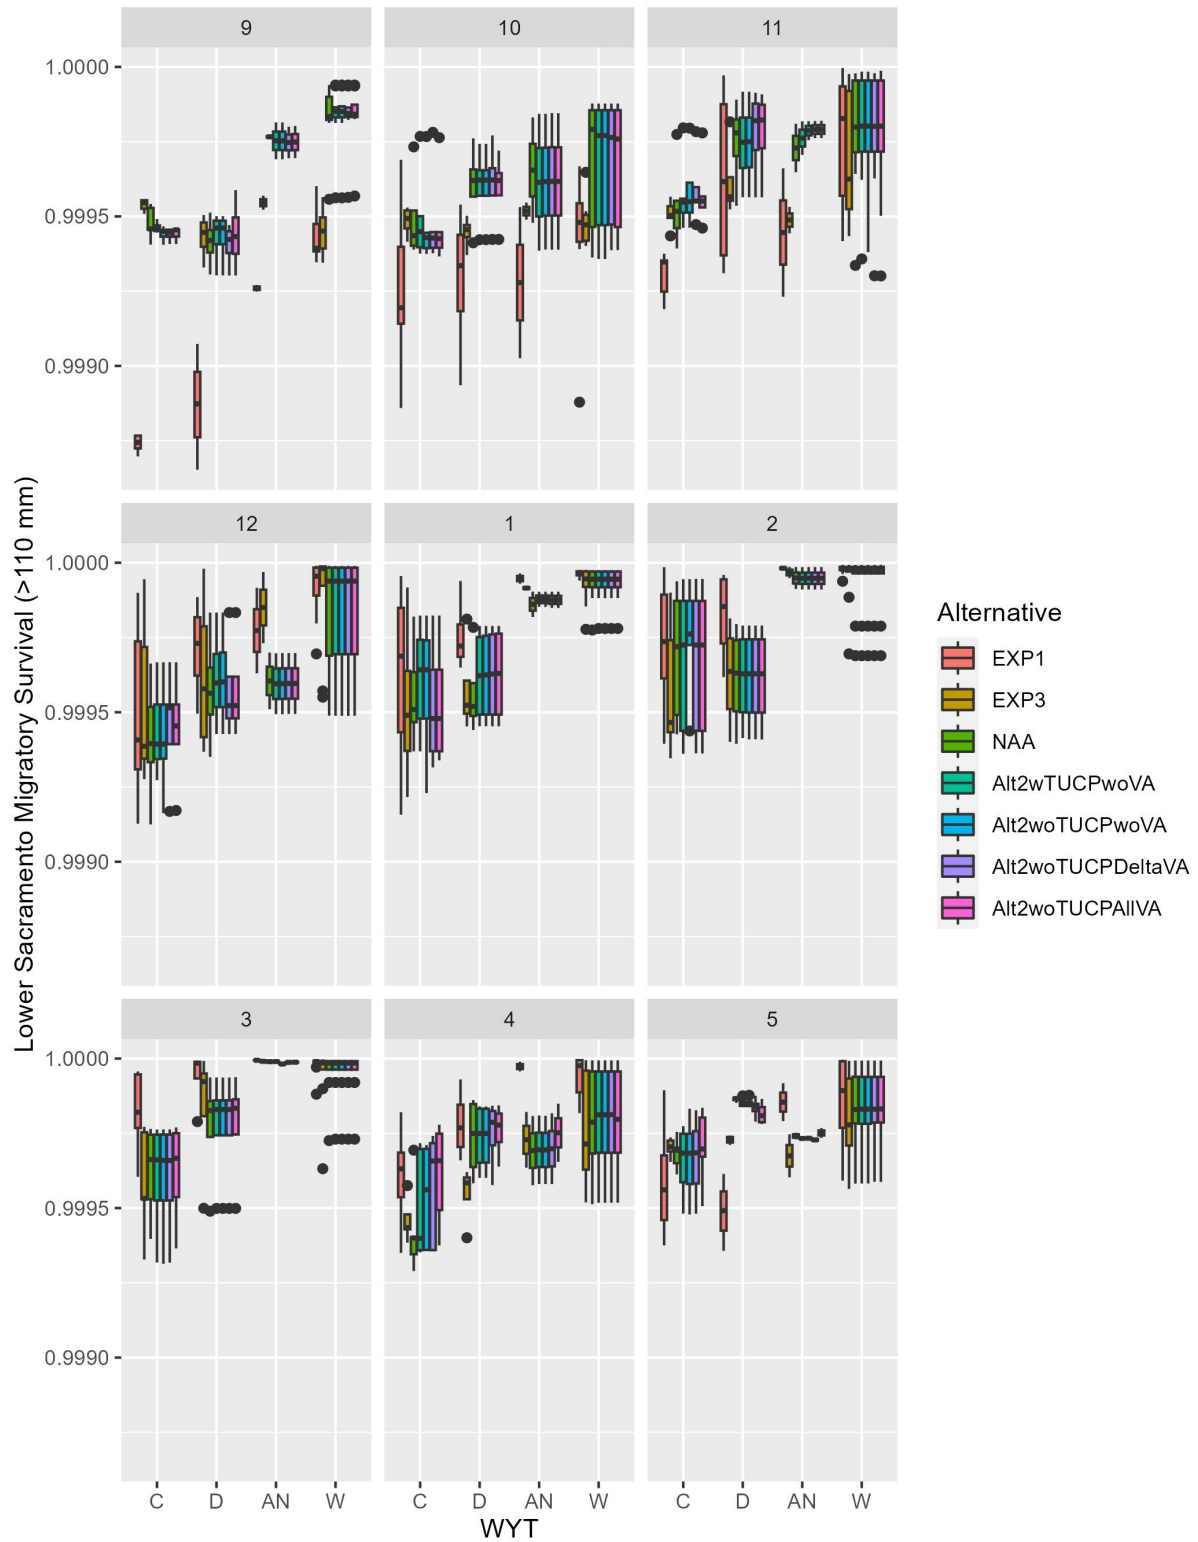 9 10 11
1.0000
0.9995
0.9990
12 1 2
1.0000
0.9995
0.9990
3 4 5
1.0000
0.9995
0.9990
C D AN W C D AN W C D AN W
WYT
Lower Sacramento Migratory Survival (>110 mm)
Alternative
EXP1
EXP3
NAA
Alt2wTUCPwoVA
Alt2woTUCPwoVA
Alt2woTUCPDeltaVA
Alt2woTUCPAllVA